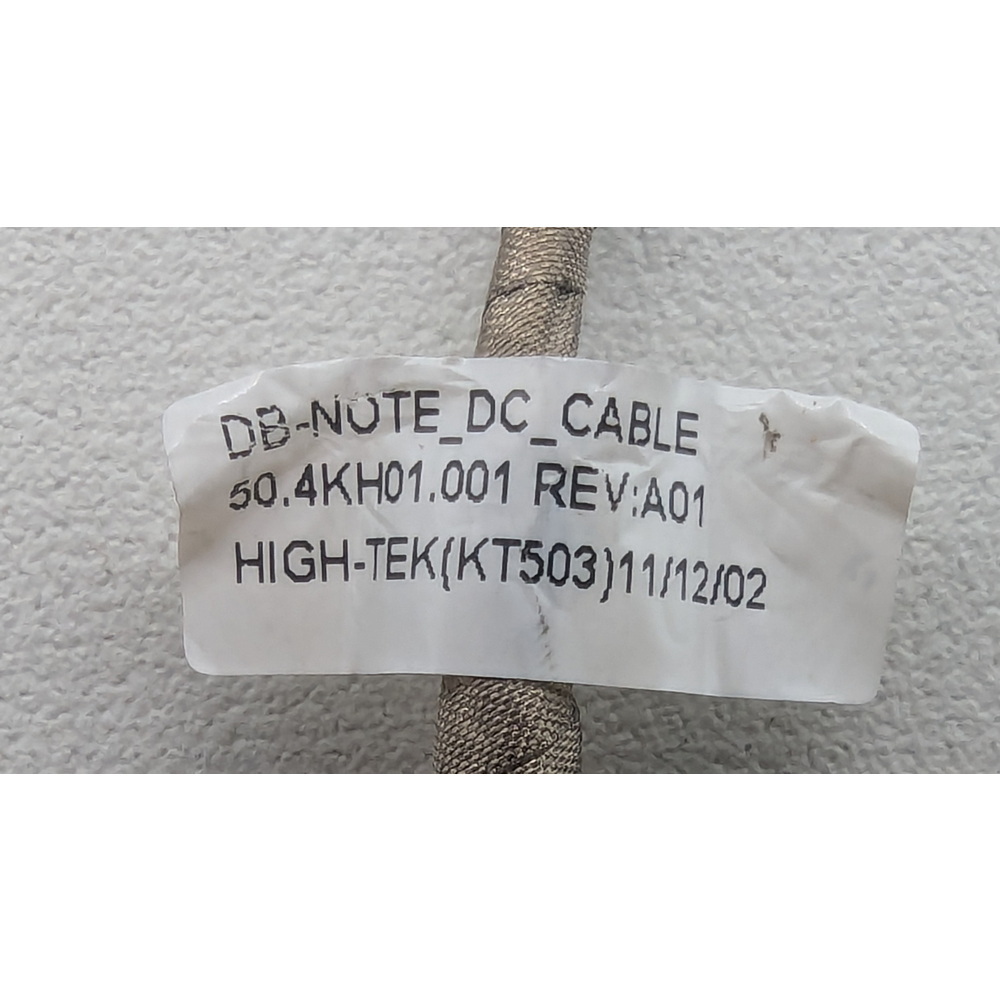 DB-NOTE_DC_CABLE
50.4KH01.001 REV:A01
HIGH-TEK(KT503)11/12/02